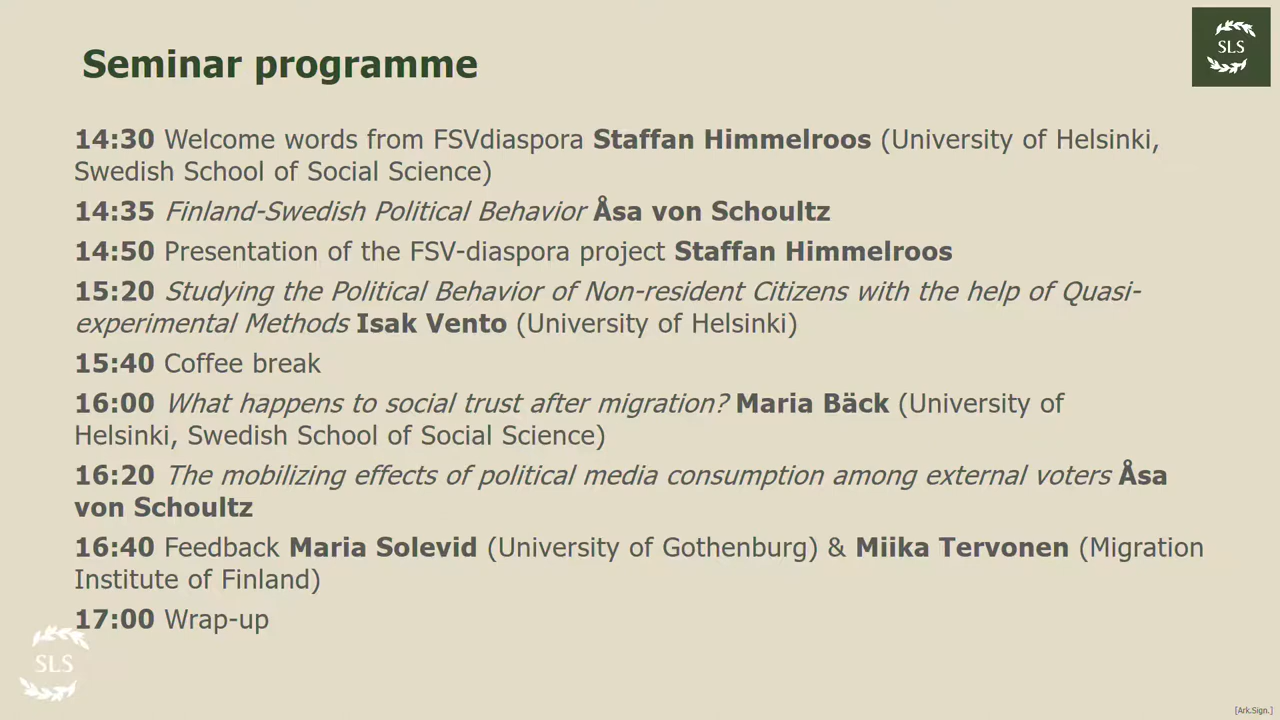 Seminar programme
SLS
14:30 Welcome words from FSVdiaspora Staffan Himmelroos (University of Helsinki,
Swedish School of Social Science)
14:35 Finland-Swedish Political Behavior Åsa von Schoultz
14:50 Presentation of the FSV-diaspora project Staffan Himmelroos
15:20 Studying the Political Behavior of Non-resident Citizens with the help of Quasi-
experimental Methods Isak Vento (University of Helsinki)
15:40 Coffee break
16:00 What happens to social trust after migration? Maria Bäck (University of
Helsinki, Swedish School of Social Science)
16:20 The mobilizing effects of political media consumption among external voters Åsa
von Schoultz
16:40 Feedback Maria Solevid (University of Gothenburg) & Miika Tervonen (Migration
Institute of Finland)
17:00 Wrap-up
SLS
[Ark.Sign.]